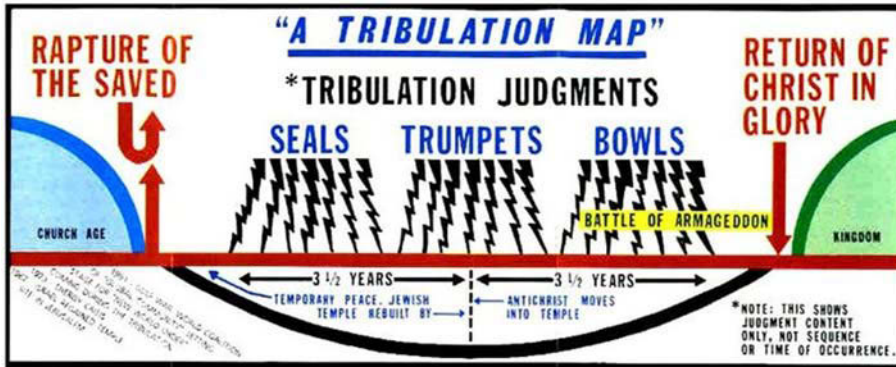 "A TRIBULATION MAP"
RAPTURE OF
THE SAVED
*TRIBULATION JUDGMENTS
RETURN OF
CHRIST IN
GLORY
SEALS TRUMPETS BOWLS
BATTLE OF ARMAGEDDON
CHURCH AGE
KINGDOM
3 1/2 YEARS
3 1/2 YEARS
TEMPORARY PEACE, JEWISH
TEMPLE REBUILT BY
ANTICHRIST MOVES
INTO TEMPLE
*NOTE: THIS SHOWS
JUDGMENT CONTENT
ONLY, NOT SEQUENCE
OR TIME OF OCCURRENCE.